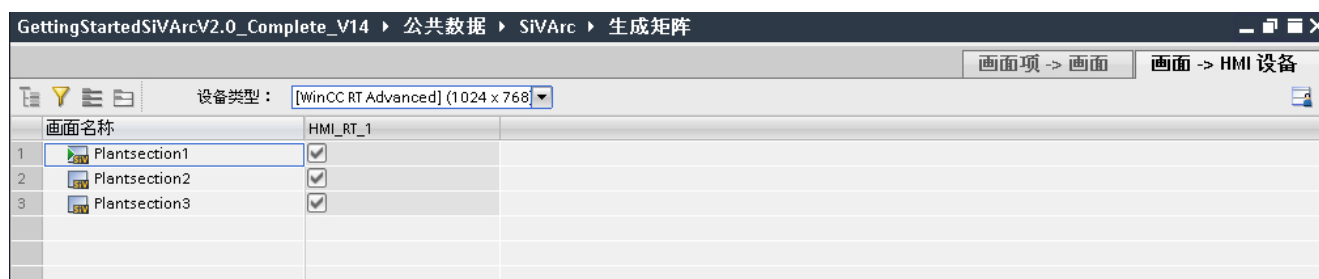 GettingStartedSiVArcV2.0_Complete_V14 ▸ 公共数据 ▸ SiVArc ▸ 生成矩阵
画面项 -> 画面 画面 -> HMI 设备
设备类型： [WinCC RT Advanced] (1024 x 768)
画面名称 HMI_RT_1
1 Plantsection1
2 Plantsection2
3 Plantsection3